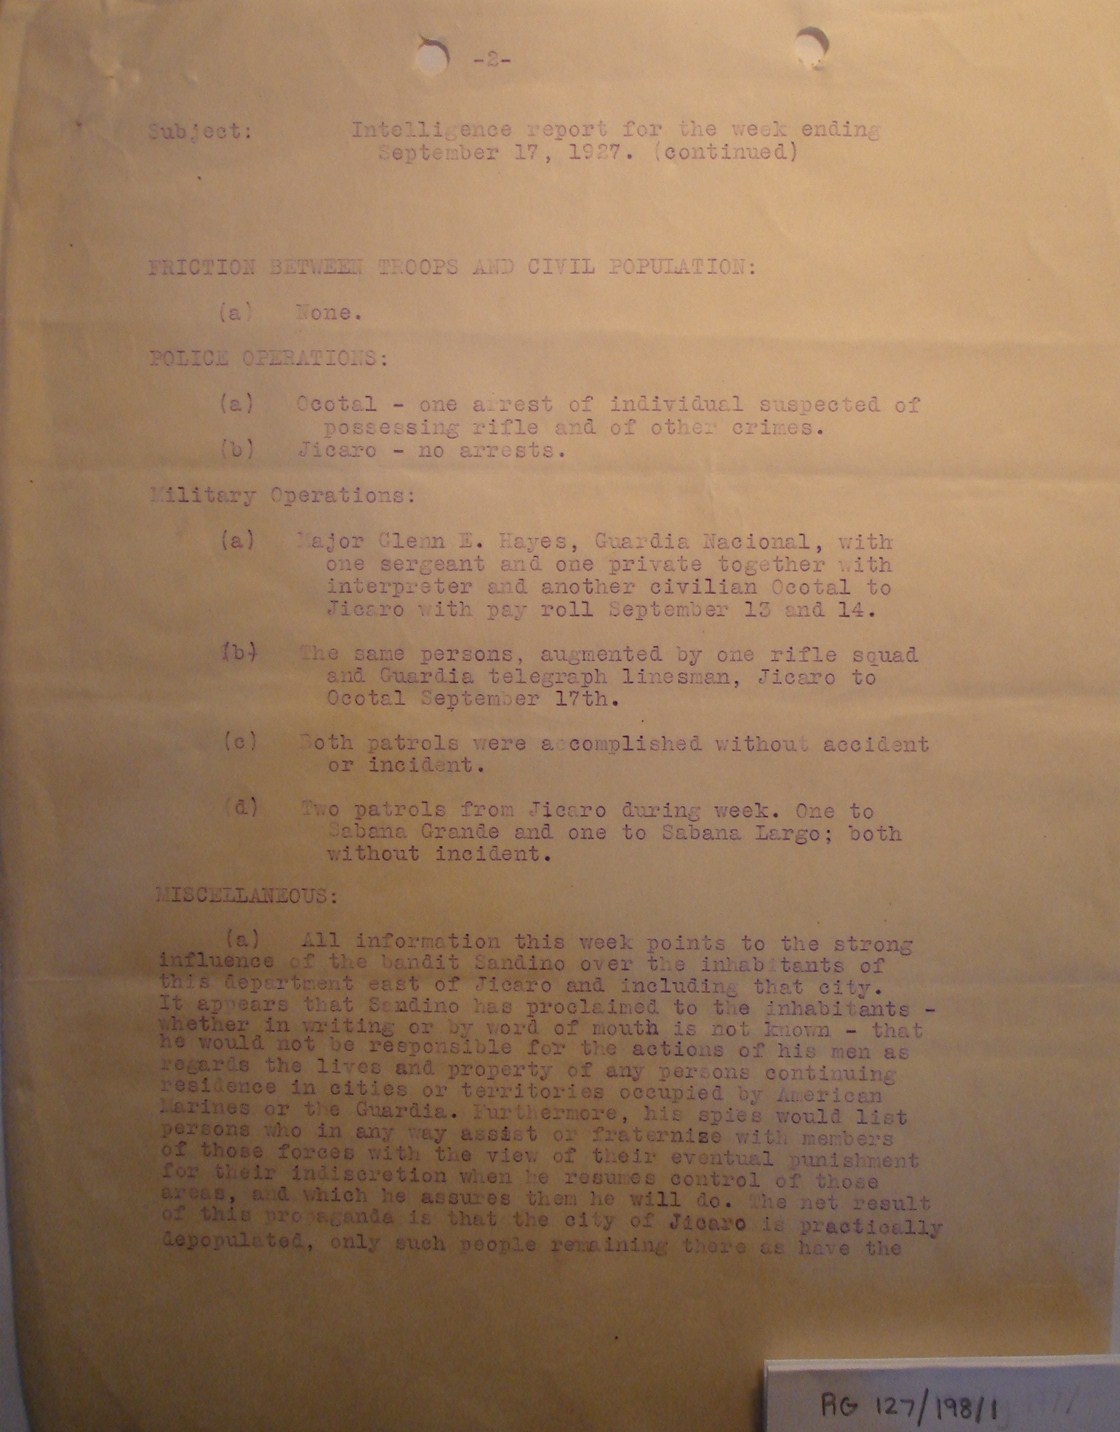 -2-
Subject: Intelligence report for the week ending
September 17, 1927. (continued)
FRICTION BETWEEN TROOPS AND CIVIL POPULATION:
(a) None.
POLICE OPERATIONS:
(a) Ocotal - one arrest of individual suspected of
possessing rifle and of other crimes.
(b) Jicaro - no arrests.
Military Operations:
(a) Major Glenn E. Hayes, Guardia Nacional, with
one sergeant and one private together with
interpreter and another civilian Ocotal to
Jicaro with pay roll September 13 and 14.
(b) The same persons, augmented by one rifle squad
and Guardia telegraph linesman, Jicaro to
Ocotal September 17th.
(c) Both patrols were accomplished without accident
or incident.
(d) Two patrols from Jicaro during week. One to
Sabana Grande and one to Sabana Largo; both
without incident.
MISCELLANEOUS:
(a) All information this week points to the strong
influence of the bandit Sandino over the inhabitants of
this department east of Jicaro and including that city.
It appears that Sandino has proclaimed to the inhabitants -
whether in writing or by word of mouth is not known - that
he would not be responsible for the actions of his men as
regards the lives and property of any persons continuing
residence in cities or territories occupied by American
Marines or the Guardia. Furthermore, his spies would list
persons who in any way assist or fraternize with members
of those forces with the view of their eventual punishment
for their indiscretion when he resumes control of those
areas, and which he assures them he will do. The net result
of this propaganda is that the city of Jicaro is practically
depopulated, only such people remaining there as have the
RG 127/198/1